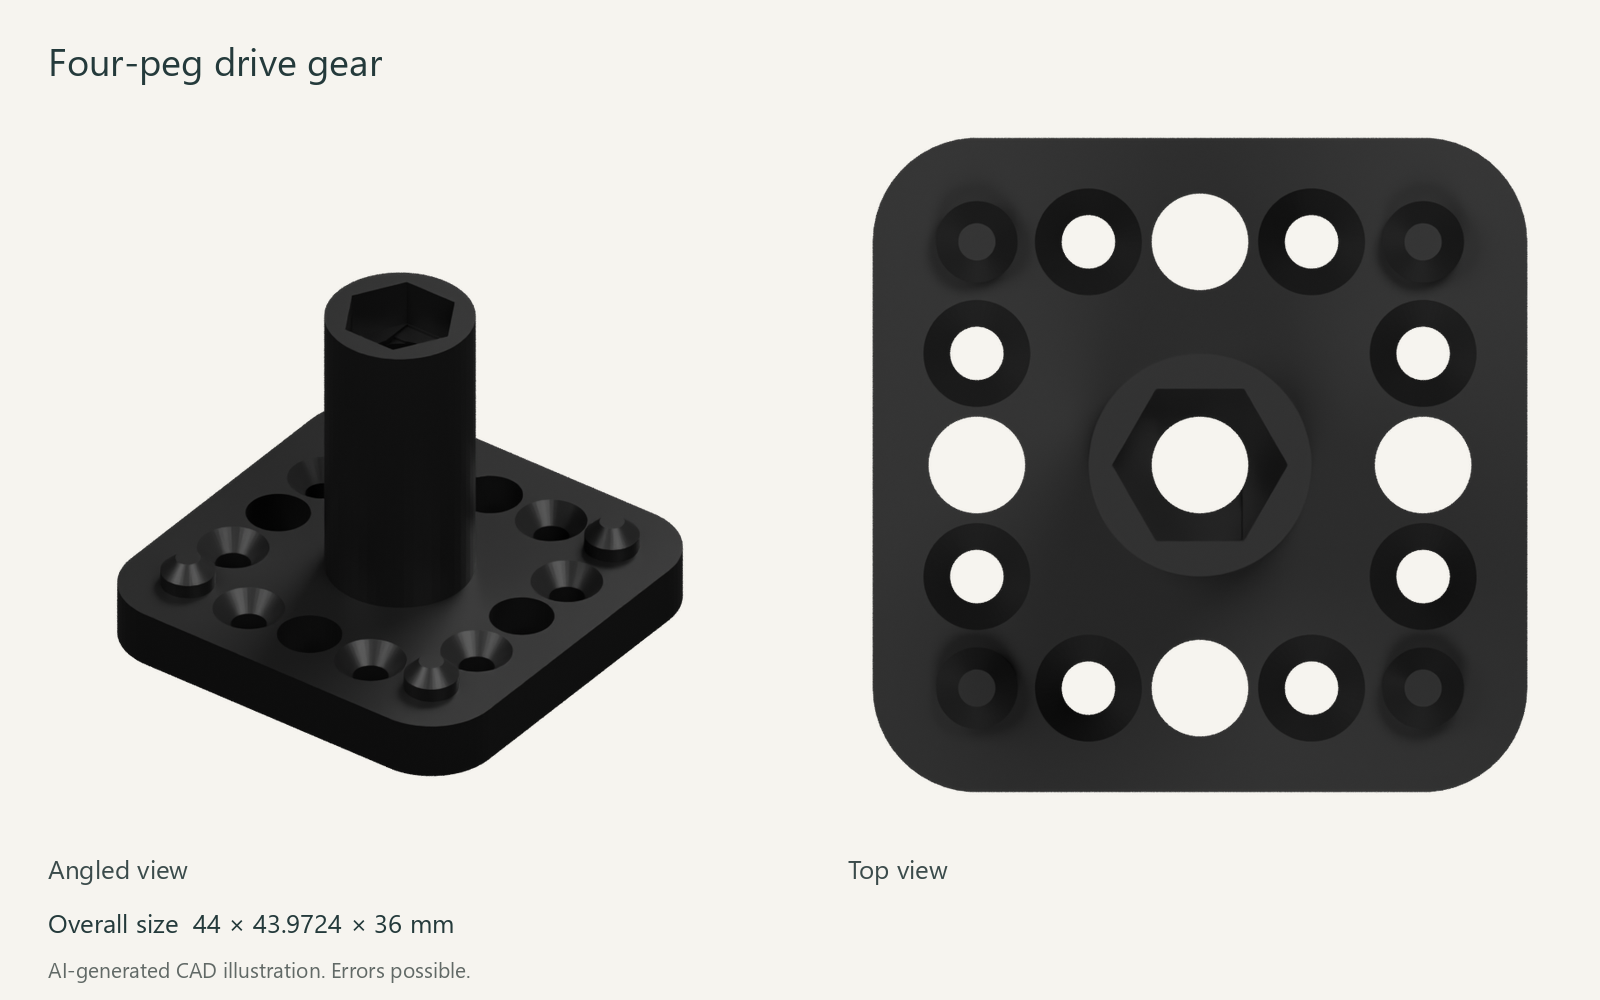 Four-peg drive gear
Angled view
Top view
Overall size 44 × 43.9724 × 36 mm
AI-generated CAD illustration. Errors possible.